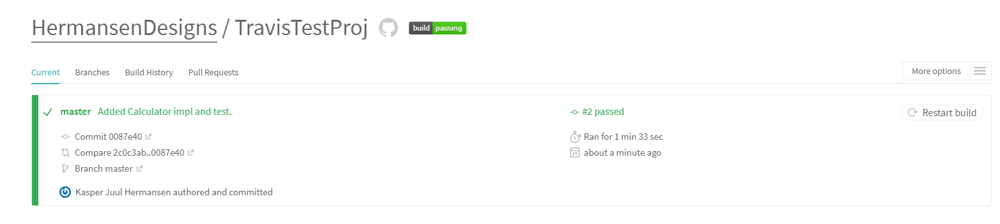 HermansenDesigns / TravisTestProj build passing
Current Branches Build History Pull Requests More options
master Added Calculator impl and test. #2 passed Restart build
Commit 0087e40 Ran for 1 min 33 sec
Compare 2c0c3ab..0087e40 27 about a minute ago
Branch master
Kasper Juul Hermansen authored and committed